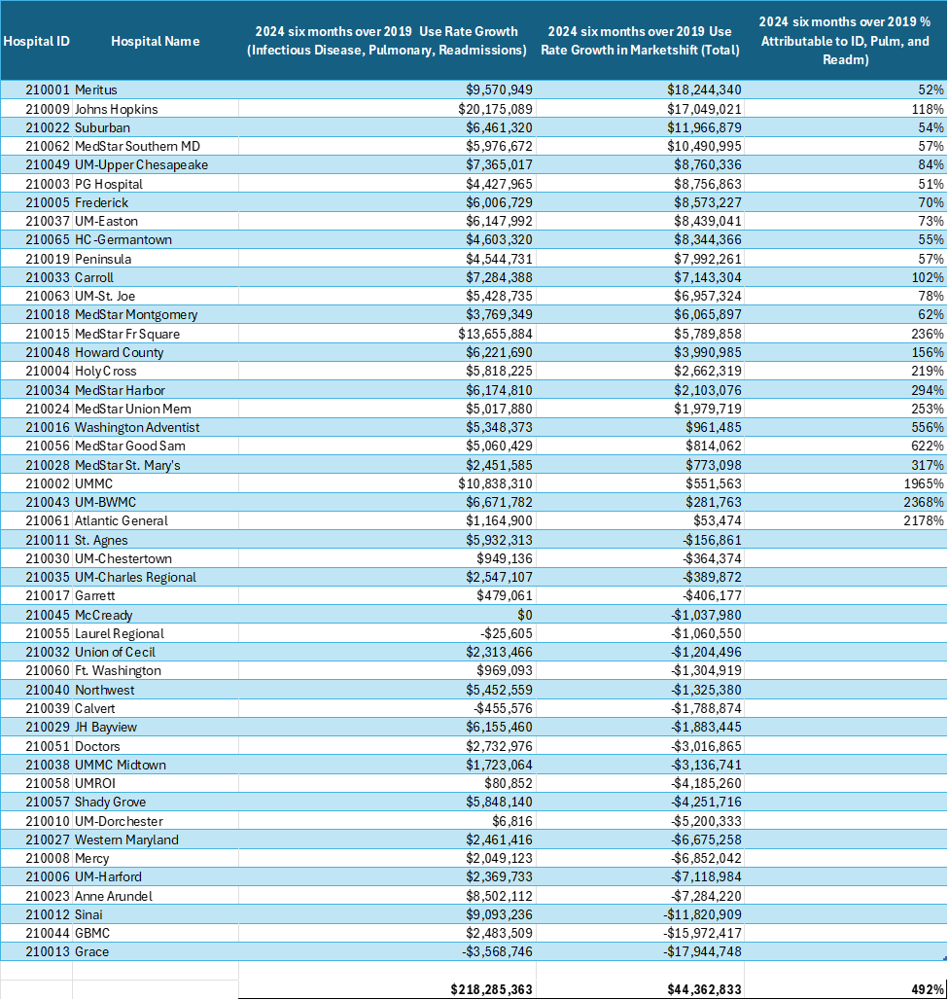 Hospital ID Hospital Name 2024 six months over 2019 Use Rate Growth (Infectious Disease, Pulmonary, Readmissions) 2024 six months over 2019 Use Rate Growth in Marketshift (Total) 2024 six months over 2019 % Attributable to ID, Pulm, and Readm)
210001 Meritus $9,570,949 $18,244,340 52%
210009 Johns Hopkins $20,175,089 $17,049,021 118%
210022 Suburban $6,461,320 $11,966,879 54%
210062 MedStar Southern MD $5,976,672 $10,490,995 57%
210049 UM-Upper Chesapeake $7,365,017 $8,760,336 84%
210003 PG Hospital $4,427,965 $8,756,863 51%
210005 Frederick $6,006,729 $8,573,227 70%
210037 UM-Easton $6,147,992 $8,439,041 73%
210065 HC-Germantown $4,603,320 $8,344,366 55%
210019 Peninsula $4,544,731 $7,992,261 57%
210033 Carroll $7,284,388 $7,143,304 102%
210063 UM-St. Joe $5,428,735 $6,957,324 78%
210018 MedStar Montgomery $3,769,349 $6,065,897 62%
210015 MedStar Fr Square $13,655,884 $5,789,858 236%
210048 Howard County $6,221,690 $3,990,985 156%
210004 Holy Cross $5,818,225 $2,662,319 219%
210034 MedStar Harbor $6,174,810 $2,103,076 294%
210024 MedStar Union Mem $5,017,880 $1,979,719 253%
210016 Washington Adventist $5,348,373 $961,485 556%
210056 MedStar Good Sam $5,060,429 $814,062 622%
210028 MedStar St. Mary's $2,451,585 $773,098 317%
210002 UMMC $10,838,310 $551,563 1965%
210043 UM-BWMC $6,671,782 $281,763 2368%
210061 Atlantic General $1,164,900 $53,474 2178%
210011 St. Agnes $5,932,313 -$156,861
210030 UM-Chestertown $949,136 -$364,374
210035 UM-Charles Regional $2,547,107 -$389,872
210017 Garrett $479,061 -$406,177
210045 McCready $0 -$1,037,980
210055 Laurel Regional -$25,605 -$1,060,550
210032 Union of Cecil $2,313,466 -$1,204,496
210060 Ft. Washington $969,093 -$1,304,919
210040 Northwest $5,452,559 -$1,325,380
210039 Calvert -$455,576 -$1,788,874
210029 JH Bayview $6,155,460 -$1,883,445
210051 Doctors $2,732,976 -$3,016,865
210038 UMMC Midtown $1,723,064 -$3,136,741
210058 UMROI $80,852 -$4,185,260
210057 Shady Grove $5,848,140 -$4,251,716
210010 UM-Dorchester $6,816 -$5,200,333
210027 Western Maryland $2,461,416 -$6,675,258
210008 Mercy $2,049,123 -$6,852,042
210006 UM-Harford $2,369,733 -$7,118,984
210023 Anne Arundel $8,502,112 -$7,284,220
210012 Sinai $9,093,236 -$11,820,909
210044 GBMC $2,483,509 -$15,972,417
210013 Grace -$3,568,746 -$17,944,748
$218,285,363 $44,362,833 492%